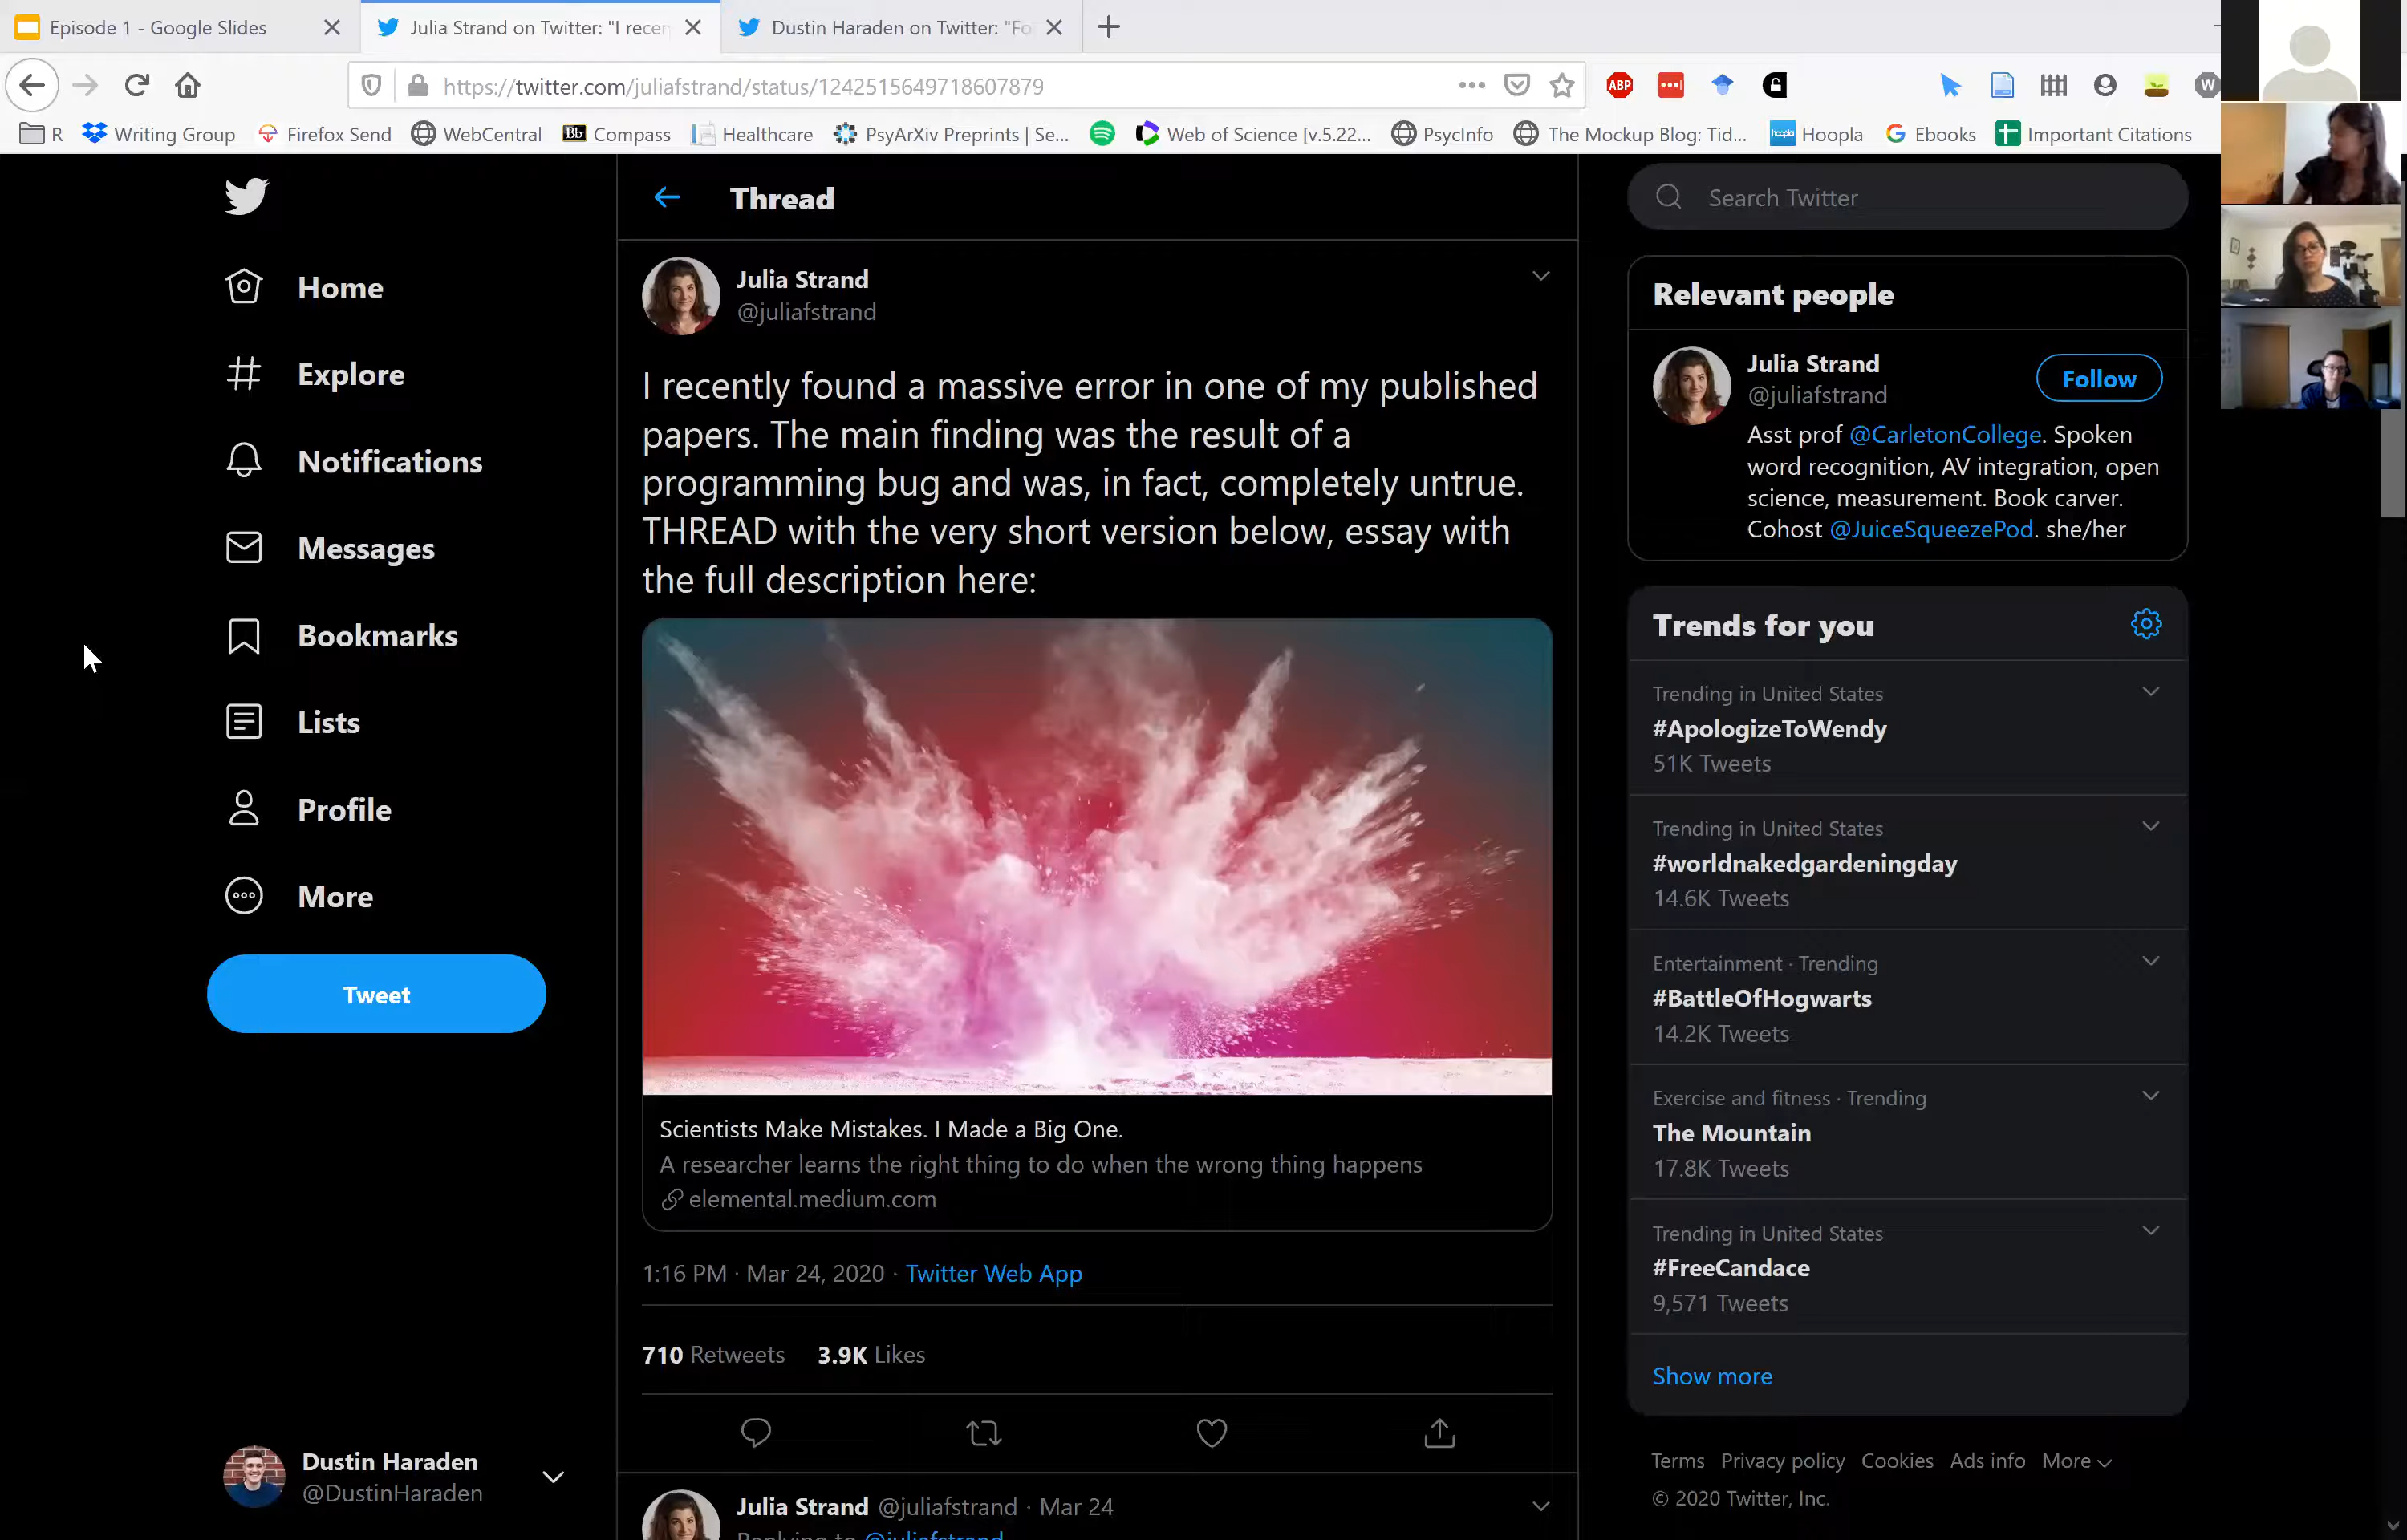 Episode 1 - Google Slides
Julia Strand on Twitter: "I recen
Dustin Haraden on Twitter: "Fo
https://twitter.com/juliafstrand/status/1242515649718607879
ABP
W
R
Writing Group
Firefox Send
WebCentral
Bb
Compass
Healthcare
PsyArXiv Preprints | Se...
Web of Science [v.5.22...
PsycInfo
The Mockup Blog: Tid...
hoopla
Hoopla
G
Ebooks
Important Citations
Home
Explore
Notifications
Messages
Bookmarks
Lists
Profile
More
Tweet
Dustin Haraden
@DustinHaraden
Thread
Julia Strand
@juliafstrand
I recently found a massive error in one of my published
papers. The main finding was the result of a
programming bug and was, in fact, completely untrue.
THREAD with the very short version below, essay with
the full description here:
Scientists Make Mistakes. I Made a Big One.
A researcher learns the right thing to do when the wrong thing happens
elemental.medium.com
1:16 PM · Mar 24, 2020 · Twitter Web App
710 Retweets 3.9K Likes
Julia Strand @juliafstrand · Mar 24
Replying to @juliafstrand
Search Twitter
Relevant people
Julia Strand
@juliafstrand
Follow
Asst prof @CarletonCollege. Spoken
word recognition, AV integration, open
science, measurement. Book carver.
Cohost @JuiceSqueezePod. she/her
Trends for you
Trending in United States
#ApologizeToWendy
51K Tweets
Trending in United States
#worldnakedgardeningday
14.6K Tweets
Entertainment · Trending
#BattleOfHogwarts
14.2K Tweets
Exercise and fitness · Trending
The Mountain
17.8K Tweets
Trending in United States
#FreeCandace
9,571 Tweets
Show more
Terms Privacy policy Cookies Ads info More
© 2020 Twitter, Inc.